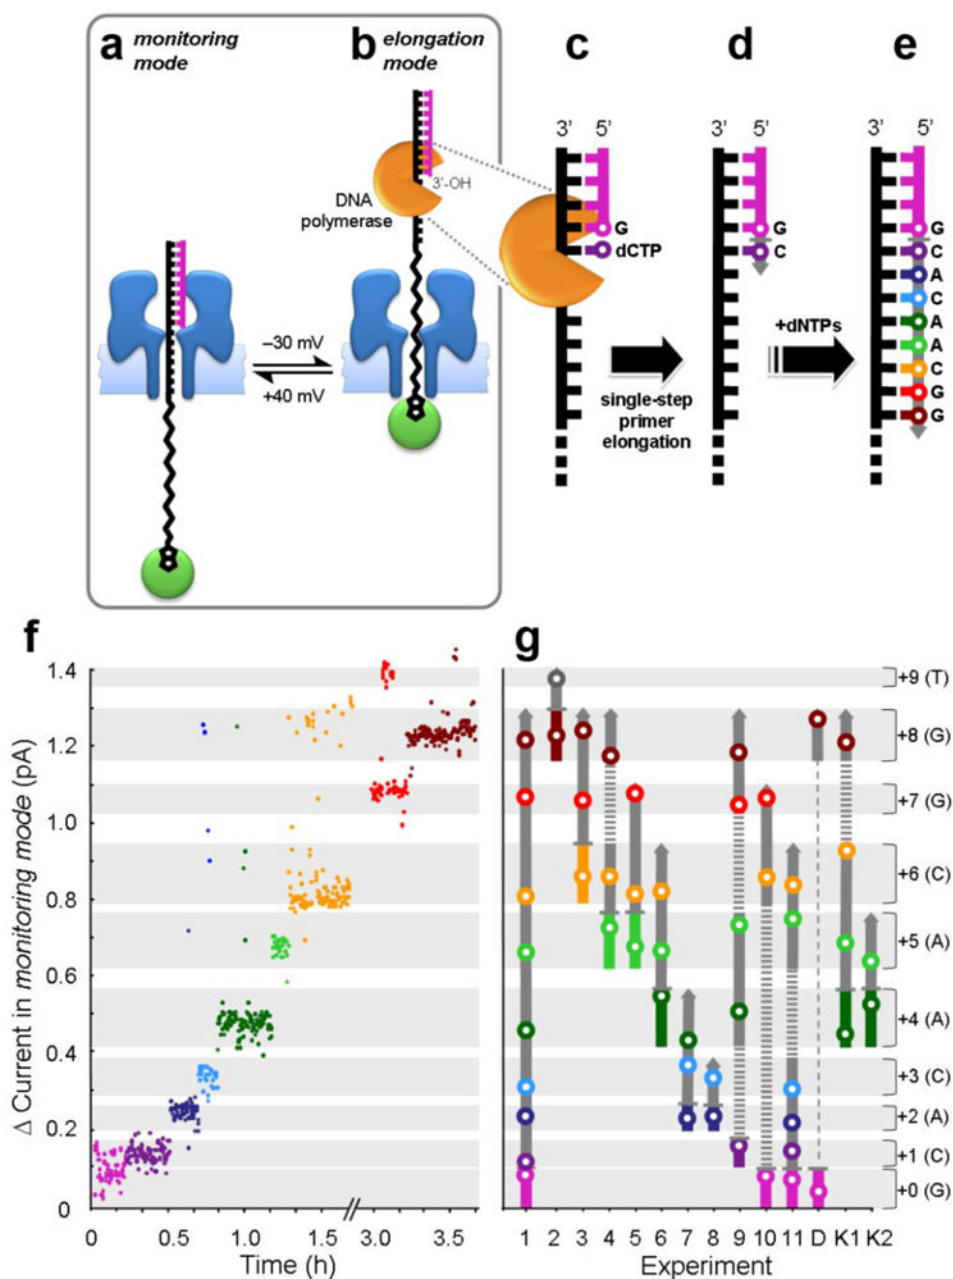 a monitoring mode
b elongation mode
c
d
e
3' 5'
3' 5'
3' 5'
3'-OH
DNA polymerase
G
dCTP
G
C
G
C
A
C
A
A
C
G
G
–30 mV
+40 mV
single-step primer elongation
+dNTPs
f
g
Δ Current in monitoring mode (pA)
1.4
1.2
1.0
0.8
0.6
0.4
0.2
0
0 0.5 1.0 1.5 3.0 3.5
Time (h)
+9 (T)
+8 (G)
+7 (G)
+6 (C)
+5 (A)
+4 (A)
+3 (C)
+2 (A)
+1 (C)
+0 (G)
1 2 3 4 5 6 7 8 9 10 11 D K1 K2
Experiment